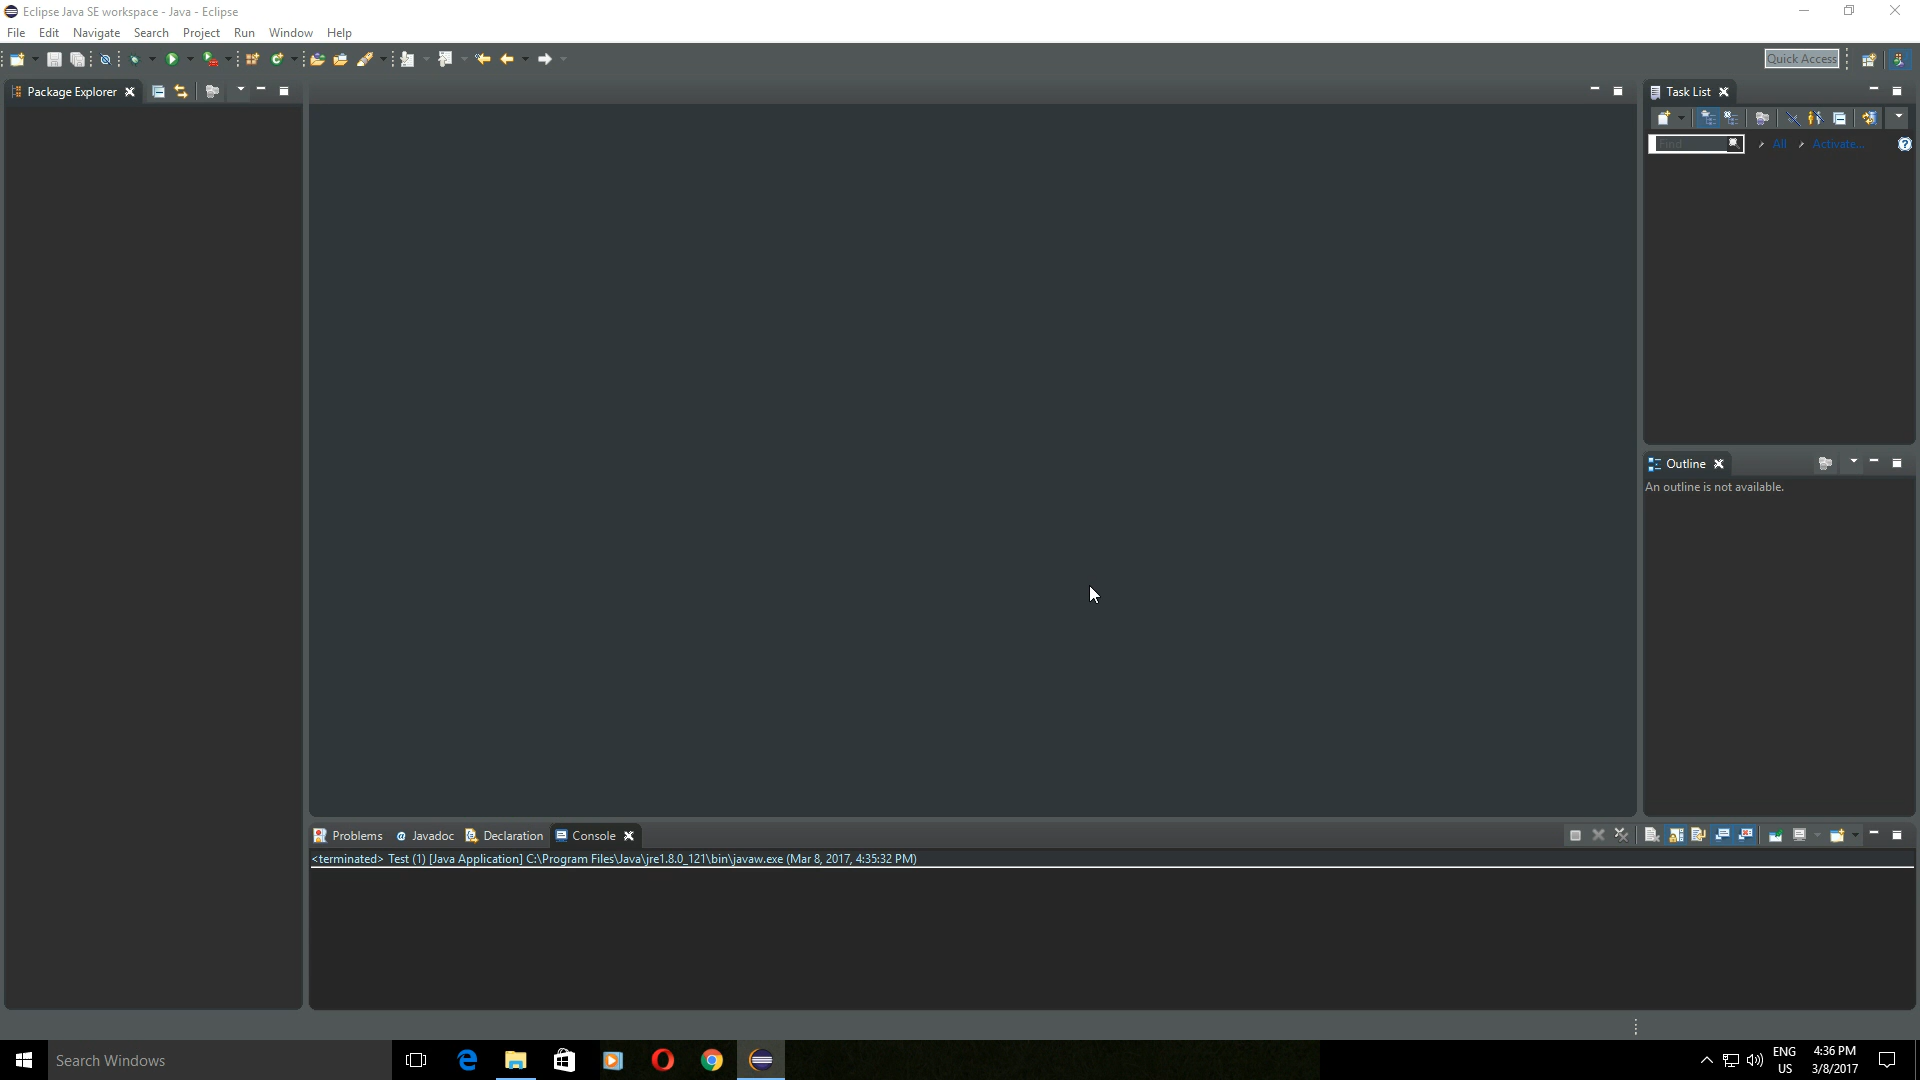 Eclipse Java SE workspace - Java - Eclipse
File Edit Navigate Search Project Run Window Help
Quick Access
Package Explorer
Task List
Find All Activate...
Outline
An outline is not available.
Problems Javadoc Declaration Console
<terminated> Test (1) [Java Application] C:\Program Files\Java\jre1.8.0_121\bin\javaw.exe (Mar 8, 2017, 4:35:32 PM)
Search Windows
ENG
US
4:36 PM
3/8/2017